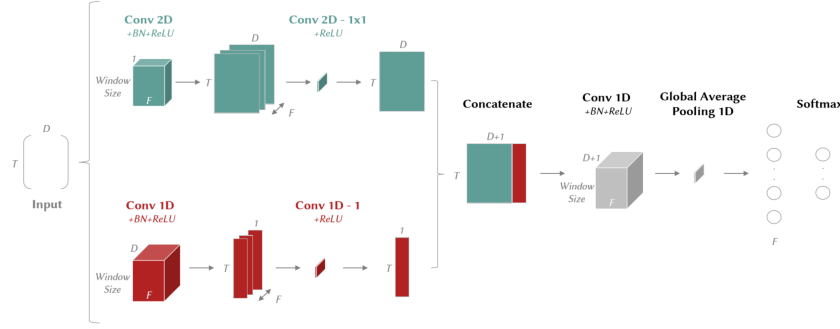 D
T
Input
Conv 2D
+BN+ReLU
1
Window
Size
F
D
T
F
Conv 2D - 1x1
+ReLU
D
T
Conv 1D
+BN+ReLU
D
Window
Size
F
1
T
F
Conv 1D - 1
+ReLU
1
T
Concatenate
D+1
T
Conv 1D
+BN+ReLU
D+1
Window
Size
F
Global Average
Pooling 1D
F
Softmax